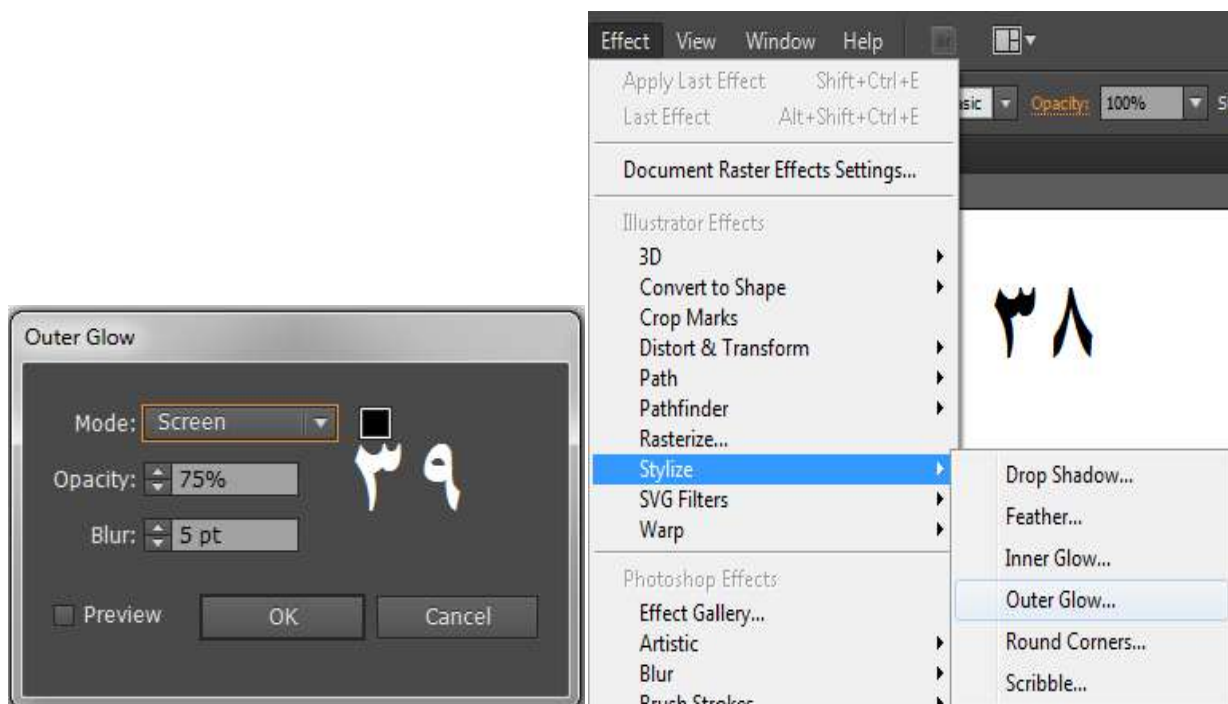 Outer Glow
Mode: Screen
Opacity: 75%
Blur: 5 pt
Preview OK Cancel
۳۹
Effect View Window Help
Apply Last Effect Shift+Ctrl+E
Last Effect Alt+Shift+Ctrl+E
Document Raster Effects Settings...
Illustrator Effects
3D
Convert to Shape
Crop Marks
Distort & Transform
Path
Pathfinder
Rasterize...
Stylize
SVG Filters
Warp
Photoshop Effects
Effect Gallery...
Artistic
Blur
Brush Strokes
Opacity: 100%
۳۸
Drop Shadow...
Feather...
Inner Glow...
Outer Glow...
Round Corners...
Scribble...